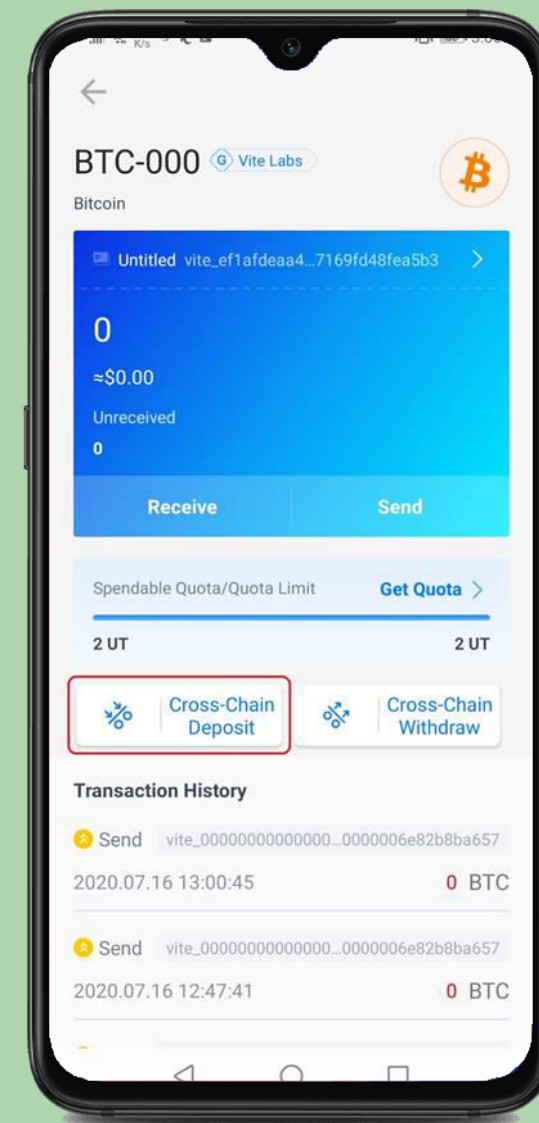 K/s
BTC-000 G Vite Labs
Bitcoin
Untitled vite_ef1afdeaa4...7169fd48fea5b3
0
≈$0.00
Unreceived
0
Receive Send
Spendable Quota/Quota Limit Get Quota
2 UT 2 UT
Cross-Chain Deposit
Cross-Chain Withdraw
Transaction History
Send vite_00000000000000...0000006e82b8ba657
2020.07.16 13:00:45 0 BTC
Send vite_00000000000000...0000006e82b8ba657
2020.07.16 12:47:41 0 BTC